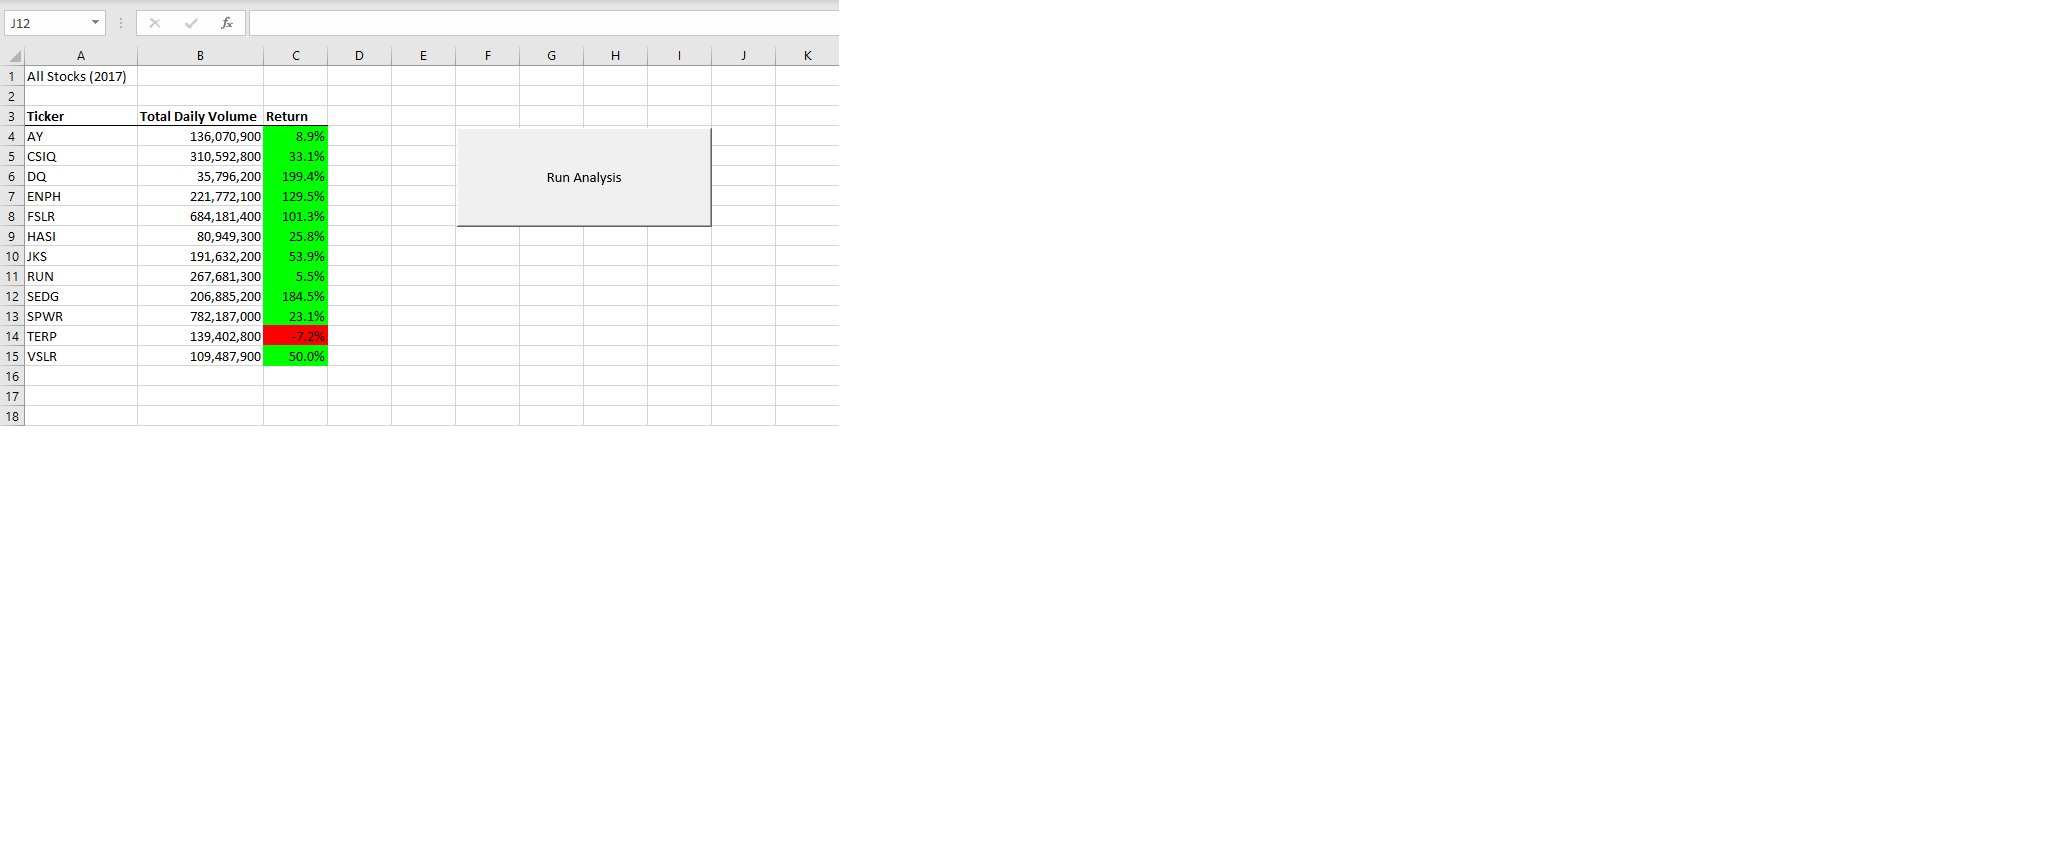 J12 fx
A B C D E F G H I J K
1 All Stocks (2017)
2
3 Ticker Total Daily Volume Return
4 AY 136,070,900 8.9%
5 CSIQ 310,592,800 33.1%
6 DQ 35,796,200 199.4%
7 ENPH 221,772,100 129.5%
8 FSLR 684,181,400 101.3%
9 HASI 80,949,300 25.8%
10 JKS 191,632,200 53.9%
11 RUN 267,681,300 5.5%
12 SEDG 206,885,200 184.5%
13 SPWR 782,187,000 23.1%
14 TERP 139,402,800 -7.2%
15 VSLR 109,487,900 50.0%
16
17
18
Run Analysis